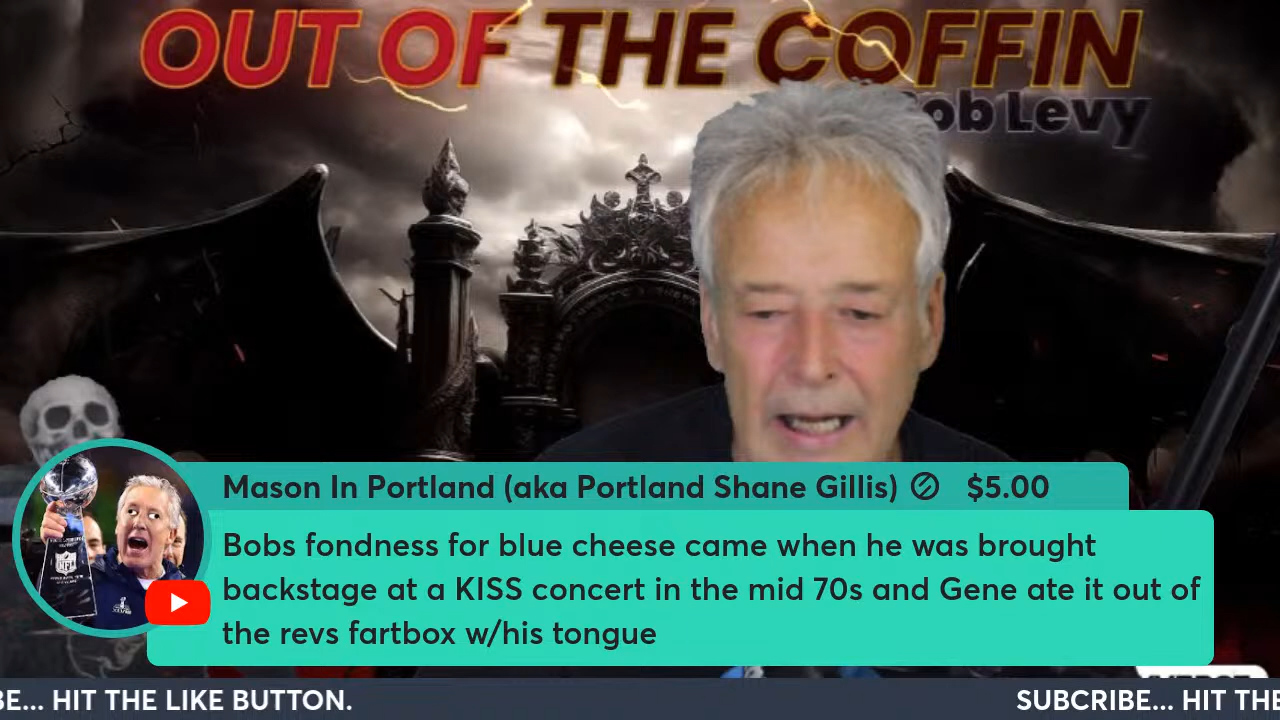 OUT OF THE COFFIN
ob Levy
Mason In Portland (aka Portland Shane Gillis) $5.00
Bobs fondness for blue cheese came when he was brought
backstage at a KISS concert in the mid 70s and Gene ate it out of
the revs fartbox w/his tongue
NFL
BE... HIT THE LIKE BUTTON. SUBCRIBE... HIT THE